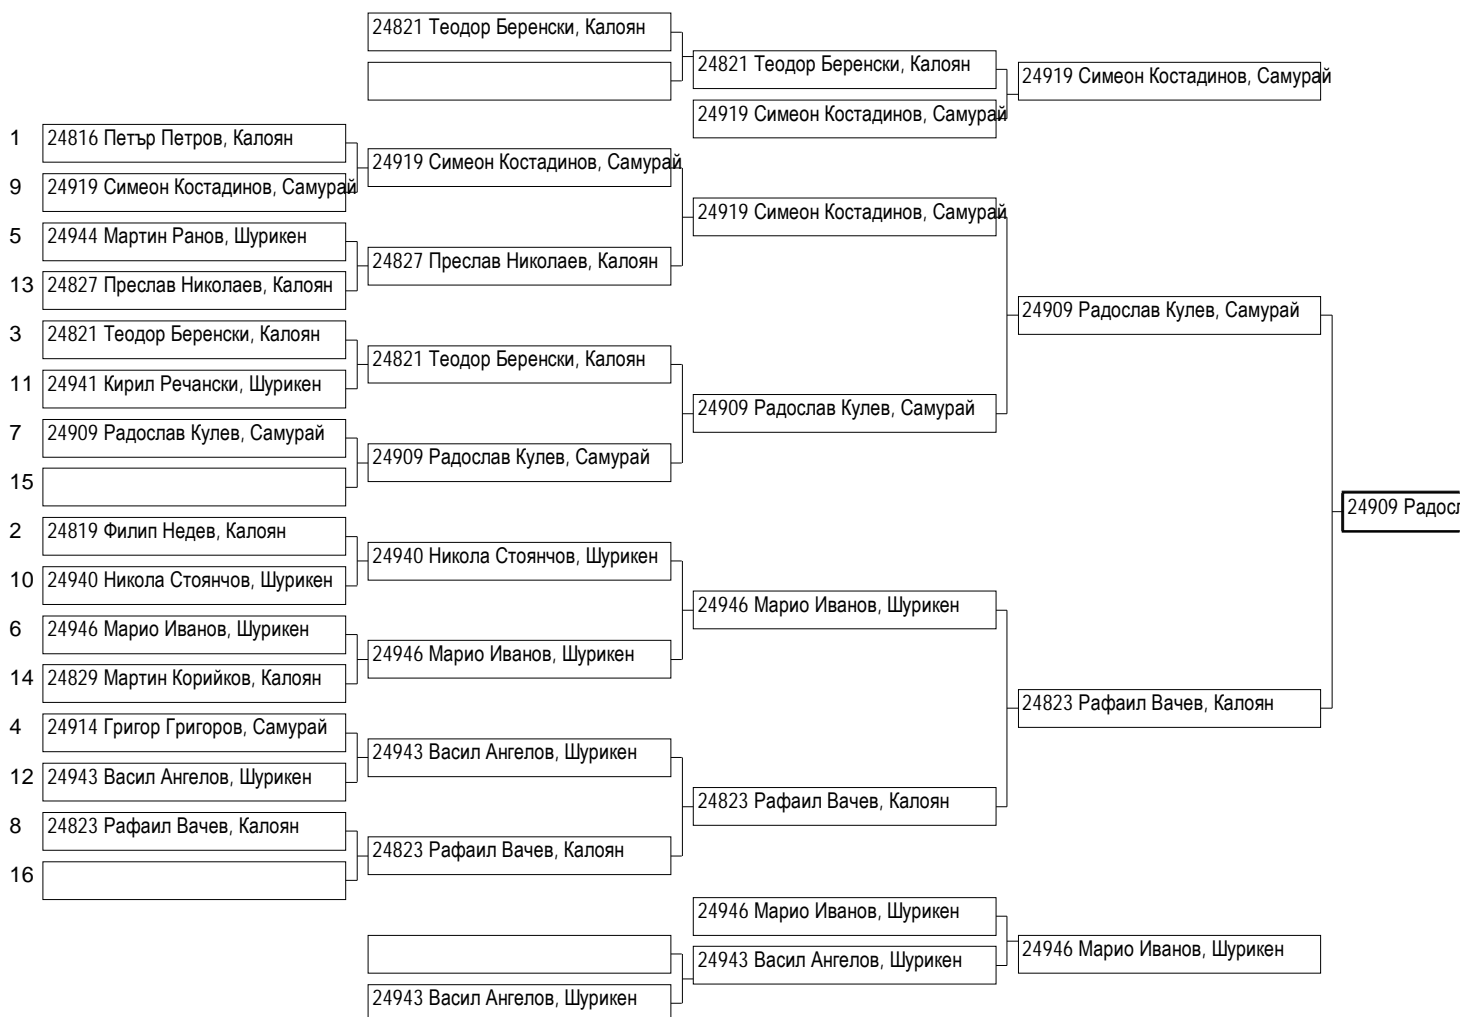 24821 Теодор Беренски, Калоян
24821 Теодор Беренски, Калоян
24919 Симеон Костадинов, Самурай
24919 Симеон Костадинов, Самурай
1 24816 Петър Петров, Калоян
24919 Симеон Костадинов, Самурай
9 24919 Симеон Костадинов, Самурай
24919 Симеон Костадинов, Самурай
5 24944 Мартин Ранов, Шурикен
24827 Преслав Николаев, Калоян
13 24827 Преслав Николаев, Калоян
24909 Радослав Кулев, Самурай
3 24821 Теодор Беренски, Калоян
24821 Теодор Беренски, Калоян
11 24941 Кирил Речански, Шурикен
24909 Радослав Кулев, Самурай
7 24909 Радослав Кулев, Самурай
24909 Радослав Кулев, Самурай
15
24909 Радосл
2 24819 Филип Недев, Калоян
24940 Никола Стоянчов, Шурикен
10 24940 Никола Стоянчов, Шурикен
24946 Марио Иванов, Шурикен
6 24946 Марио Иванов, Шурикен
24946 Марио Иванов, Шурикен
14 24829 Мартин Корийков, Калоян
24823 Рафаил Вачев, Калоян
4 24914 Григор Григоров, Самурай
24943 Васил Ангелов, Шурикен
12 24943 Васил Ангелов, Шурикен
24823 Рафаил Вачев, Калоян
8 24823 Рафаил Вачев, Калоян
24823 Рафаил Вачев, Калоян
16
24946 Марио Иванов, Шурикен
24946 Марио Иванов, Шурикен
24943 Васил Ангелов, Шурикен
24943 Васил Ангелов, Шурикен